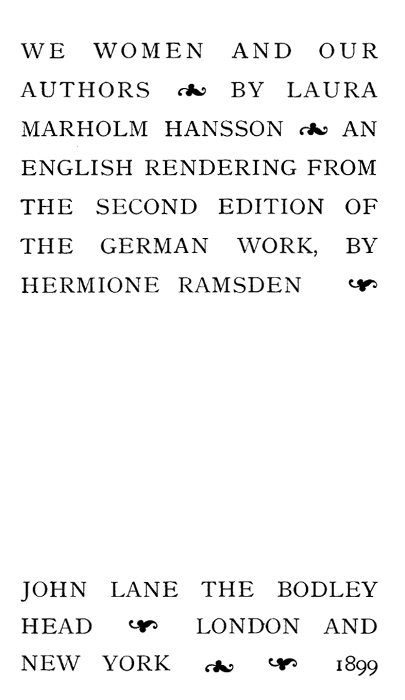 WE WOMEN AND OUR
AUTHORS ❧ BY LAURA
MARHOLM HANSSON ❧ AN
ENGLISH RENDERING FROM
THE SECOND EDITION OF
THE GERMAN WORK, BY
HERMIONE RAMSDEN ❧
JOHN LANE THE BODLEY
HEAD ❧ LONDON AND
NEW YORK ❧ ❧ 1899